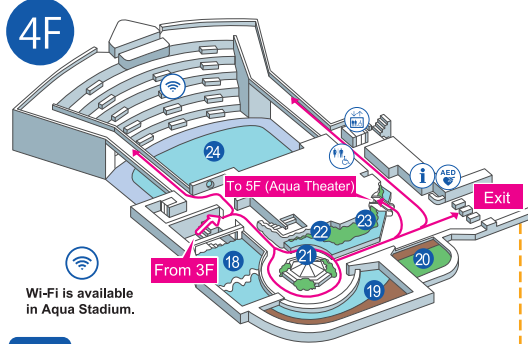 4F
24
To 5F (Aqua Theater)
i
AED
Exit
23
22
21
From 3F
18
20
19
Wi-Fi is available
in Aqua Stadium.